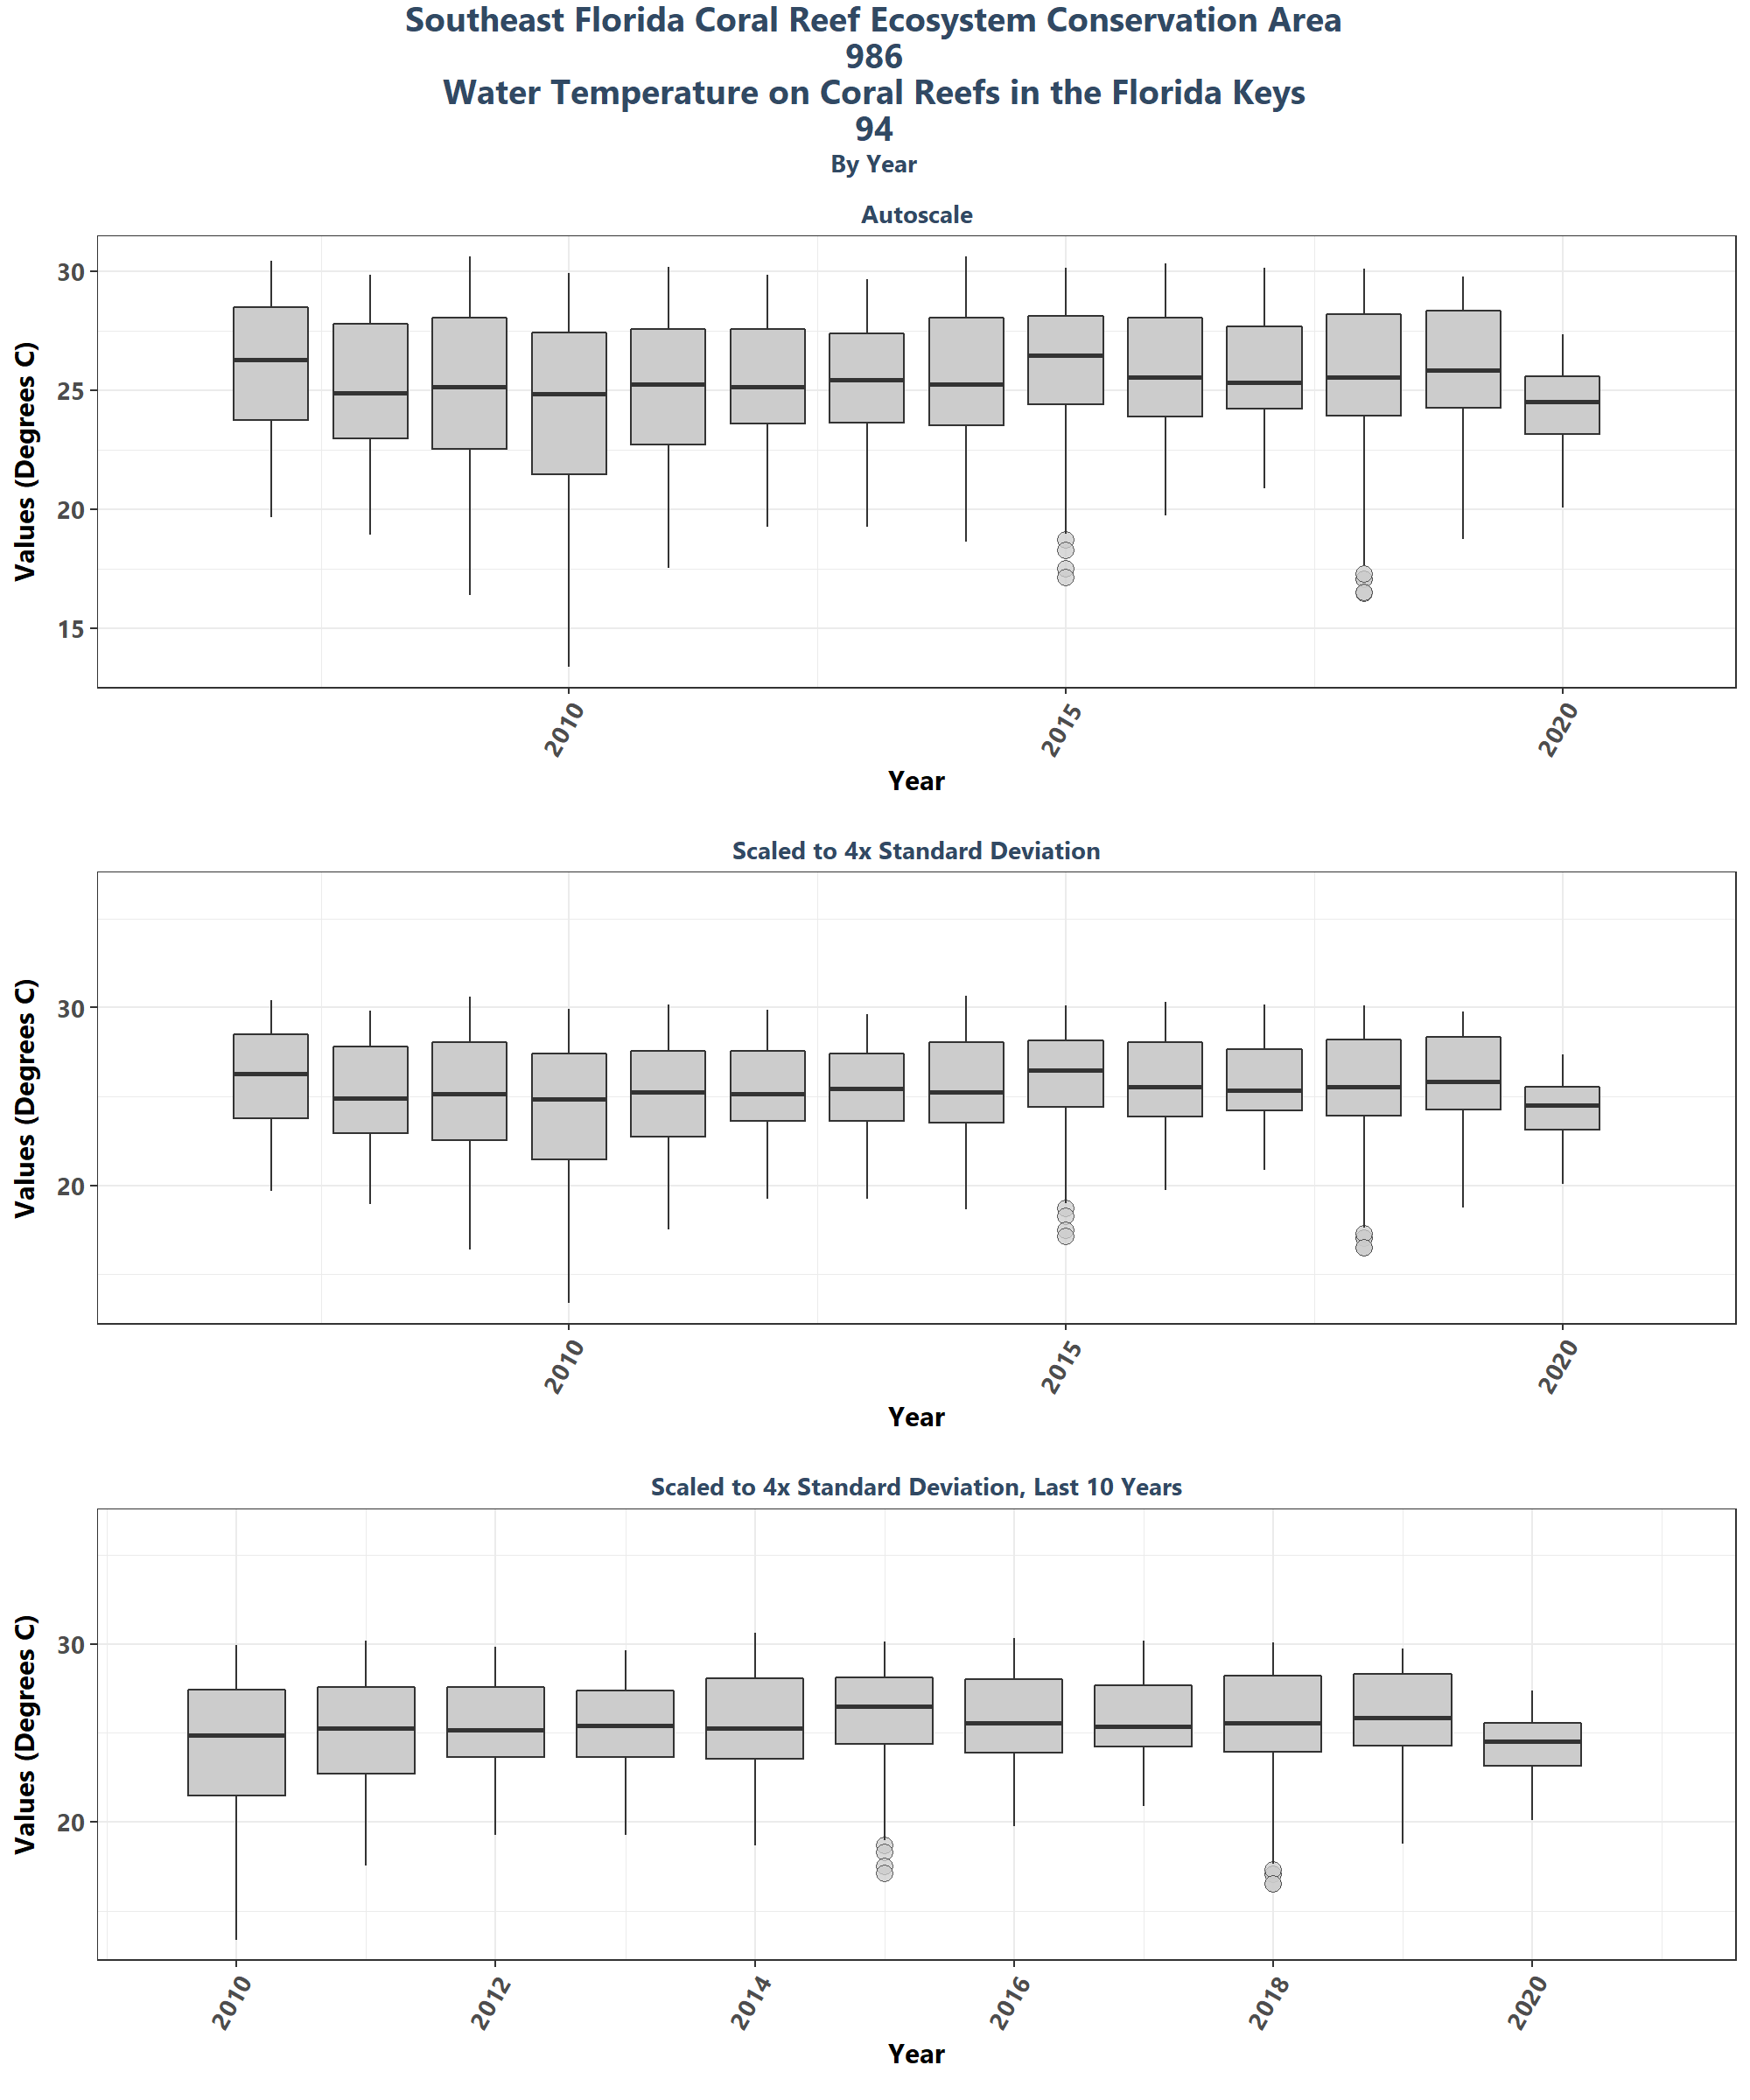 Southeast Florida Coral Reef Ecosystem Conservation Area
986
Water Temperature on Coral Reefs in the Florida Keys
94
By Year
Autoscale
Values (Degrees C)
30
25
20
15
2010
2015
2020
Year
Scaled to 4x Standard Deviation
Values (Degrees C)
30
20
2010
2015
2020
Year
Scaled to 4x Standard Deviation, Last 10 Years
Values (Degrees C)
30
20
2010
2012
2014
2016
2018
2020
Year